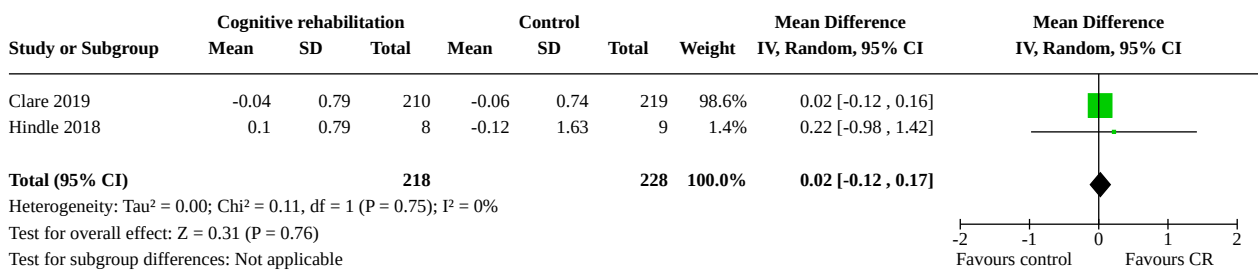 Cognitive rehabilitation Control Mean Difference Mean Difference
Study or Subgroup Mean SD Total Mean SD Total Weight IV, Random, 95% CI IV, Random, 95% CI
Clare 2019 -0.04 0.79 210 -0.06 0.74 219 98.6% 0.02 [-0.12 , 0.16]
Hindle 2018 0.1 0.79 8 -0.12 1.63 9 1.4% 0.22 [-0.98 , 1.42]
Total (95% CI) 218 228 100.0% 0.02 [-0.12 , 0.17]
Heterogeneity: Tau² = 0.00; Chi² = 0.11, df = 1 (P = 0.75); I² = 0%
Test for overall effect: Z = 0.31 (P = 0.76)
Test for subgroup differences: Not applicable
-2 -1 0 1 2
Favours control Favours CR